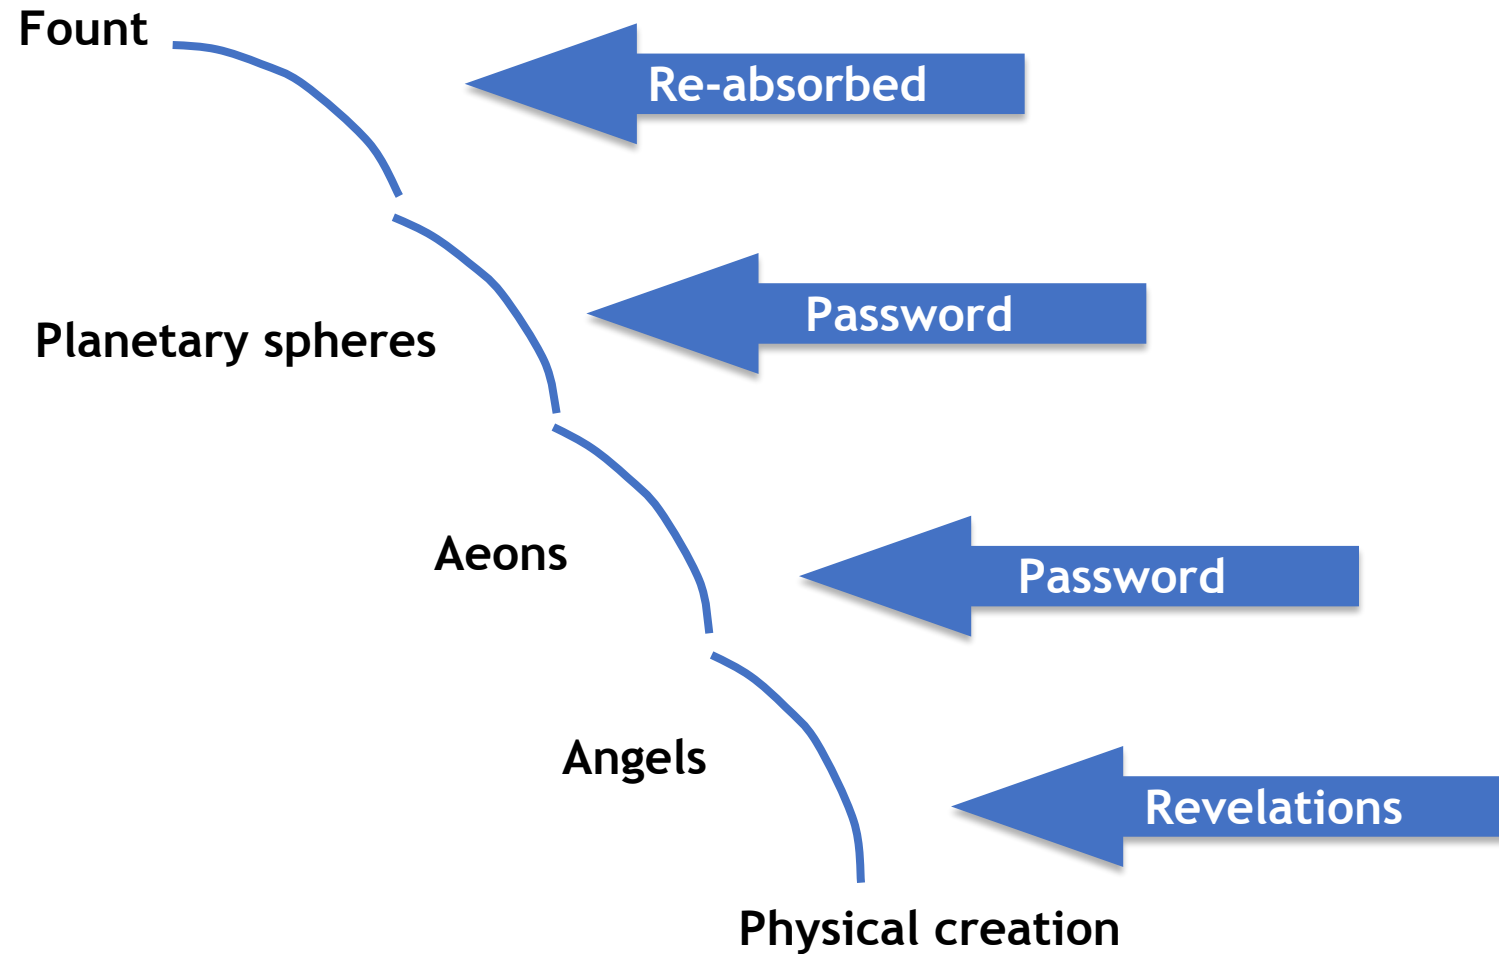 Fount
Re-absorbed
Password
Planetary spheres
Aeons
Password
Angels
Revelations
Physical creation